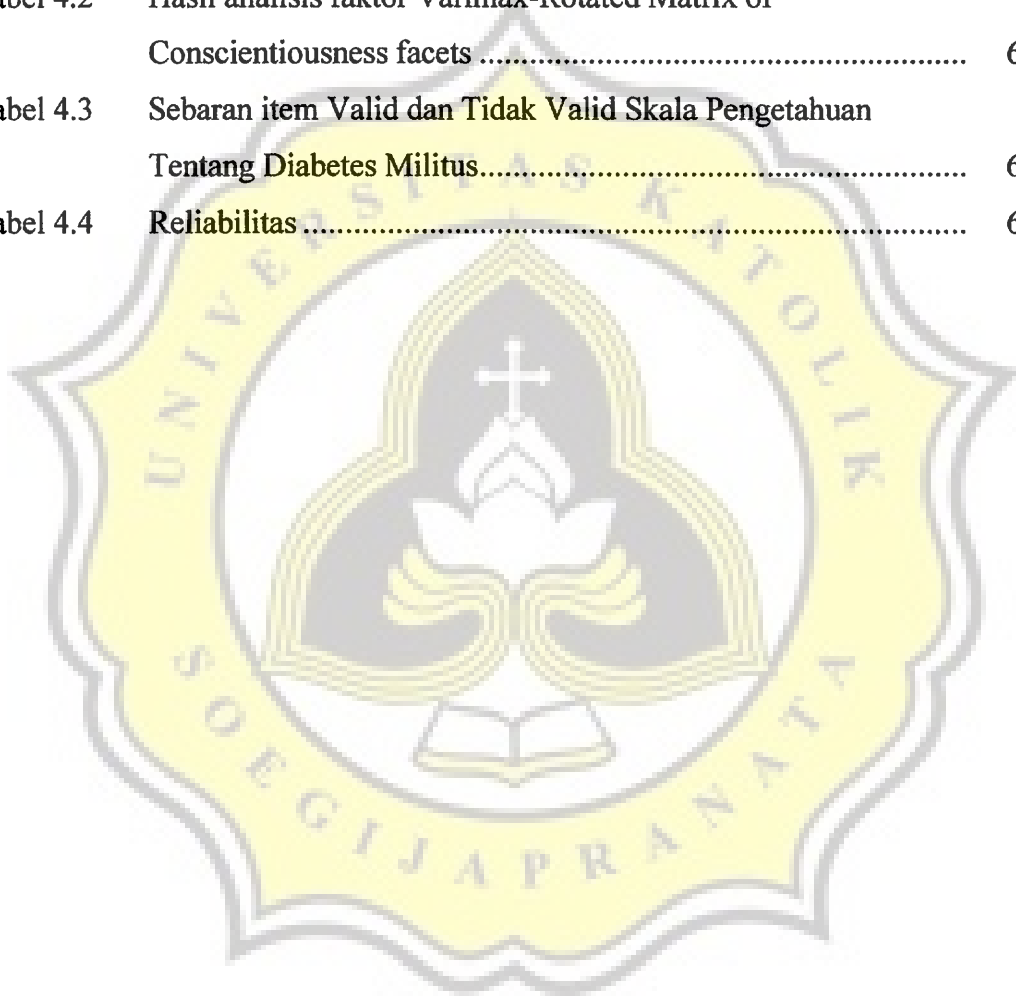 4.2 Hasil analisis faktor Varimax-Rotated Matrix of
Conscientiousness facets ................................................................ 6
abel 4.3 Sebaran item Valid dan Tidak Valid Skala Pengetahuan
Tentang Diabetes Militus................................................................ 6
abel 4.4 Reliabilitas ................................................................ 6
UNIVERSITAS KATOLIK
SOEGIJAPRANATA